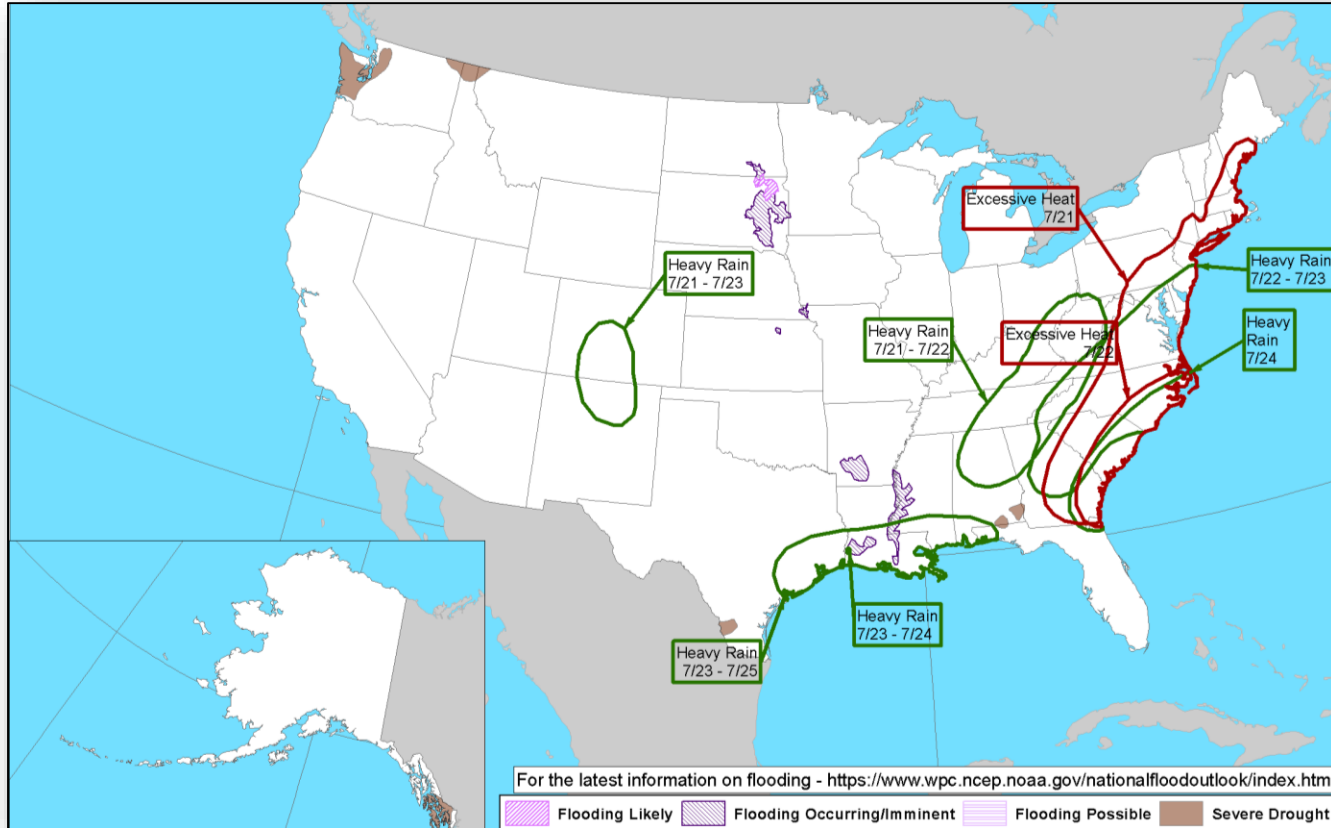 Excessive Heat
7/21
Heavy Rain
7/21 - 7/23
Heavy Rain
7/22 - 7/23
Heavy Rain
7/21 - 7/22
Excessive Heat
7/22
Heavy
Rain
7/24
Heavy Rain
7/23 - 7/24
Heavy Rain
7/23 - 7/25
For the latest information on flooding - https://www.wpc.ncep.noaa.gov/nationalfloodoutlook/index.htm
Flooding Likely Flooding Occurring/Imminent Flooding Possible Severe Drought